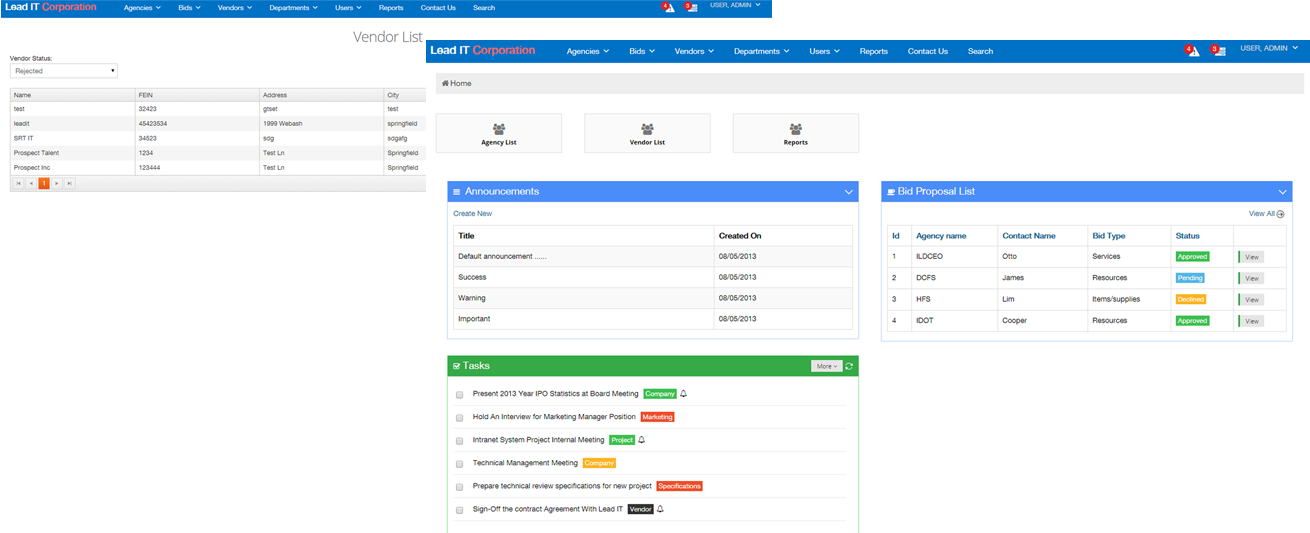 Lead IT Corporation Agencies Bids Vendors Departments Users Reports Contact Us Search 4 3 USER, ADMIN
Vendor List
Vendor Status:
Rejected
Name FEIN Address City
test 32423 gtset test
leadit 45423534 1999 Webash springfield
SRT IT 34523 sdg sdgafg
Prospect Talent 1234 Test Ln Springfield
Prospect Inc 123444 Test Ln Springfield
1
Lead IT Corporation Agencies Bids Vendors Departments Users Reports Contact Us Search 4 3 USER, ADMIN
Home
Agency List Vendor List Reports
Announcements
Create New
Title Created On
Default announcement ...... 08/05/2013
Success 08/05/2013
Warning 08/05/2013
Important 08/05/2013
Bid Proposal List
View All
Id Agency name Contact Name Bid Type Status
1 ILDCEO Otto Services Approved View
2 DCFS James Resources Pending View
3 HFS Lim Items/supplies Declined View
4 IDOT Cooper Resources Approved View
Tasks More
Present 2013 Year IPO Statistics at Board Meeting Company
Hold An Interview for Marketing Manager Position Marketing
Intranet System Project Internal Meeting Project
Technical Management Meeting Company
Prepare technical review specifications for new project Specifications
Sign-Off the contract Agreement With Lead IT Vendor